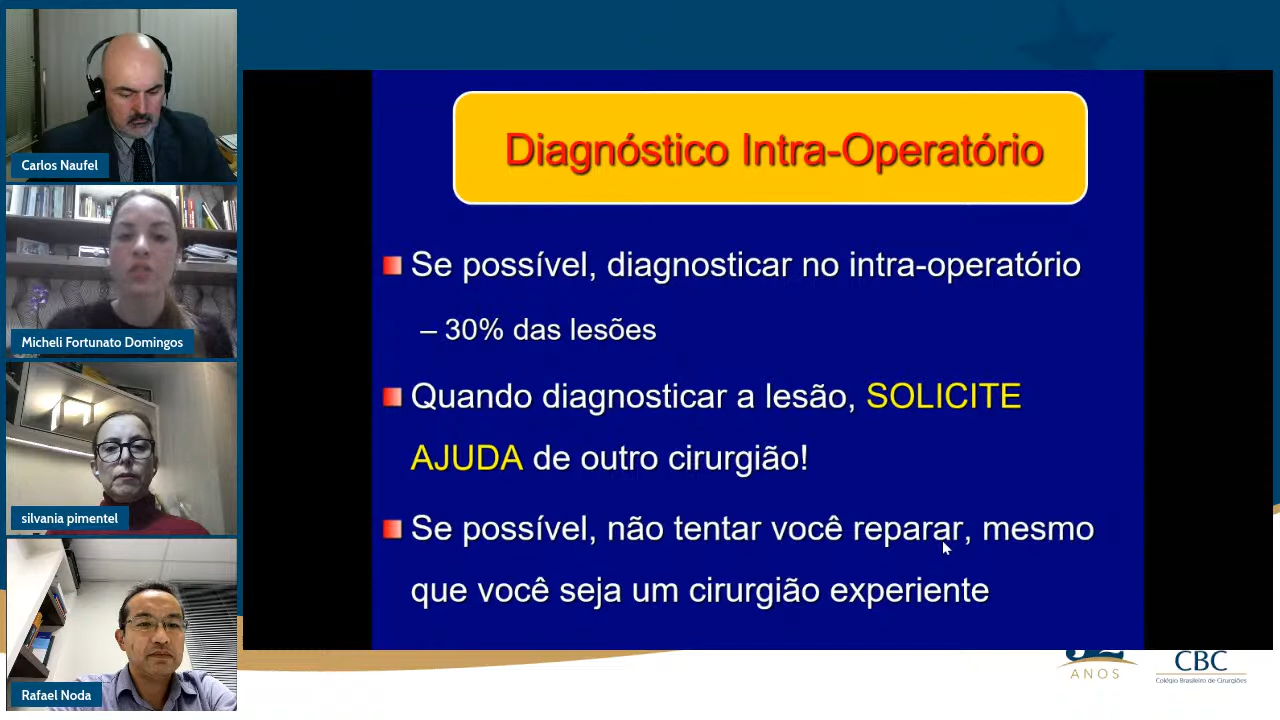 Carlos Naufel
Micheli Fortunato Domingos
silvania pimentel
Rafael Noda
Diagnóstico Intra-Operatório
Se possível, diagnosticar no intra-operatório
– 30% das lesões
Quando diagnosticar a lesão, SOLICITE
AJUDA de outro cirurgião!
Se possível, não tentar você reparar, mesmo
que você seja um cirurgião experiente
ANOS
CBC
Colégio Brasileiro de Cirurgiões